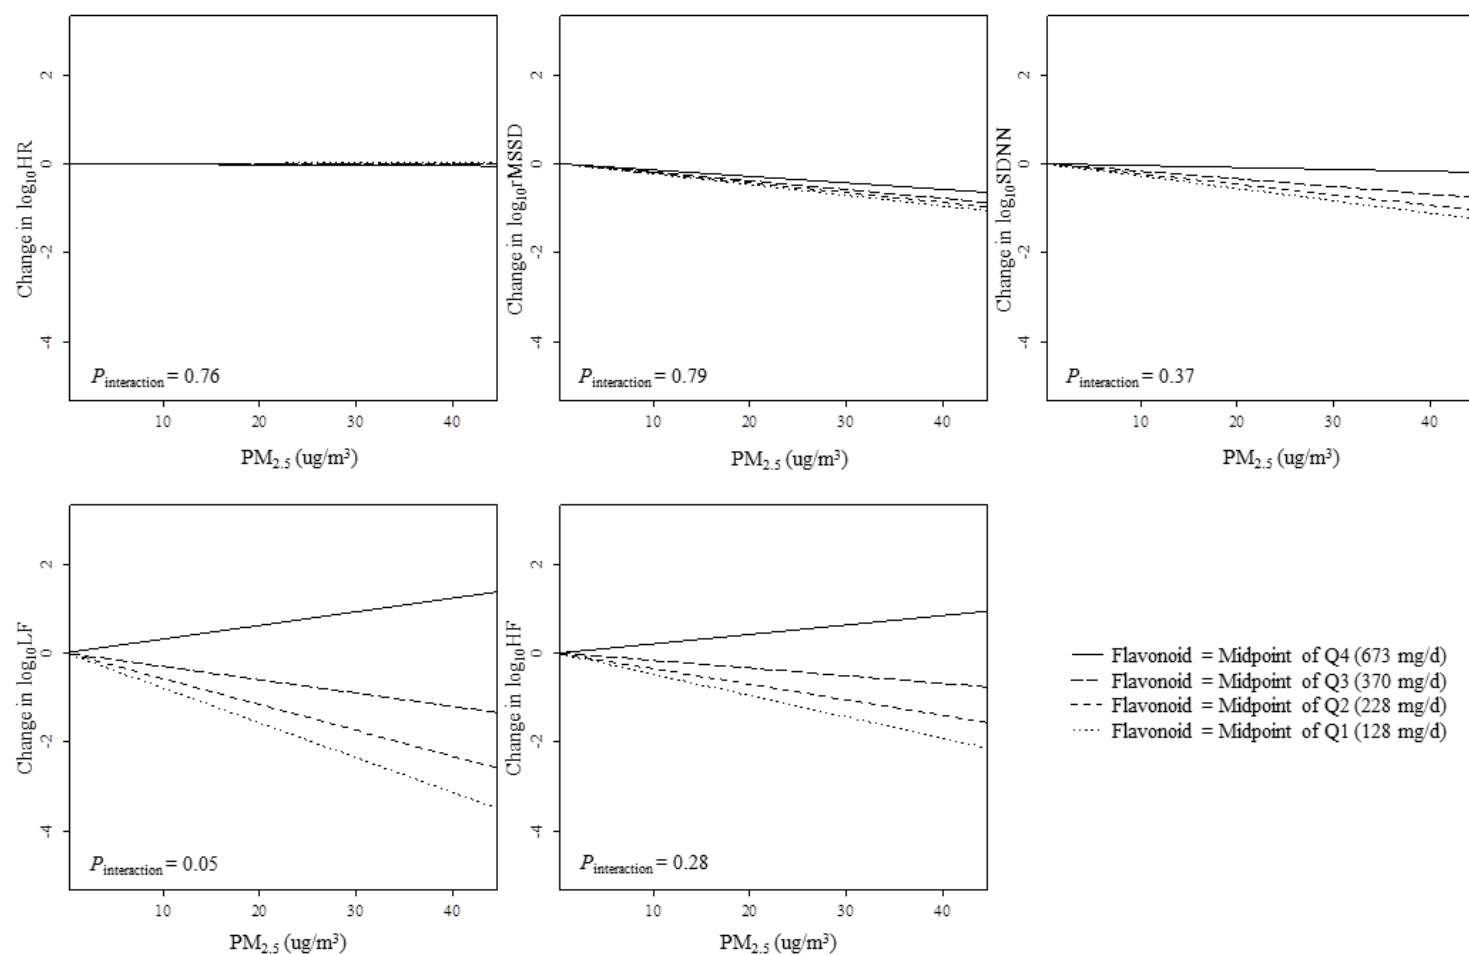 Change in log₁₀HR
2
0
-2
-4
P interaction = 0.76
10 20 30 40
PM₂.₅ (ug/m³)
Change in log₁₀rMSSD
2
0
-2
-4
P interaction = 0.79
10 20 30 40
PM₂.₅ (ug/m³)
Change in log₁₀SDNN
2
0
-2
-4
P interaction = 0.37
10 20 30 40
PM₂.₅ (ug/m³)
Change in log₁₀LF
2
0
-2
-4
P interaction = 0.05
10 20 30 40
PM₂.₅ (ug/m³)
Change in log₁₀HF
2
0
-2
-4
P interaction = 0.28
10 20 30 40
PM₂.₅ (ug/m³)
Flavonoid = Midpoint of Q4 (673 mg/d)
Flavonoid = Midpoint of Q3 (370 mg/d)
Flavonoid = Midpoint of Q2 (228 mg/d)
Flavonoid = Midpoint of Q1 (128 mg/d)